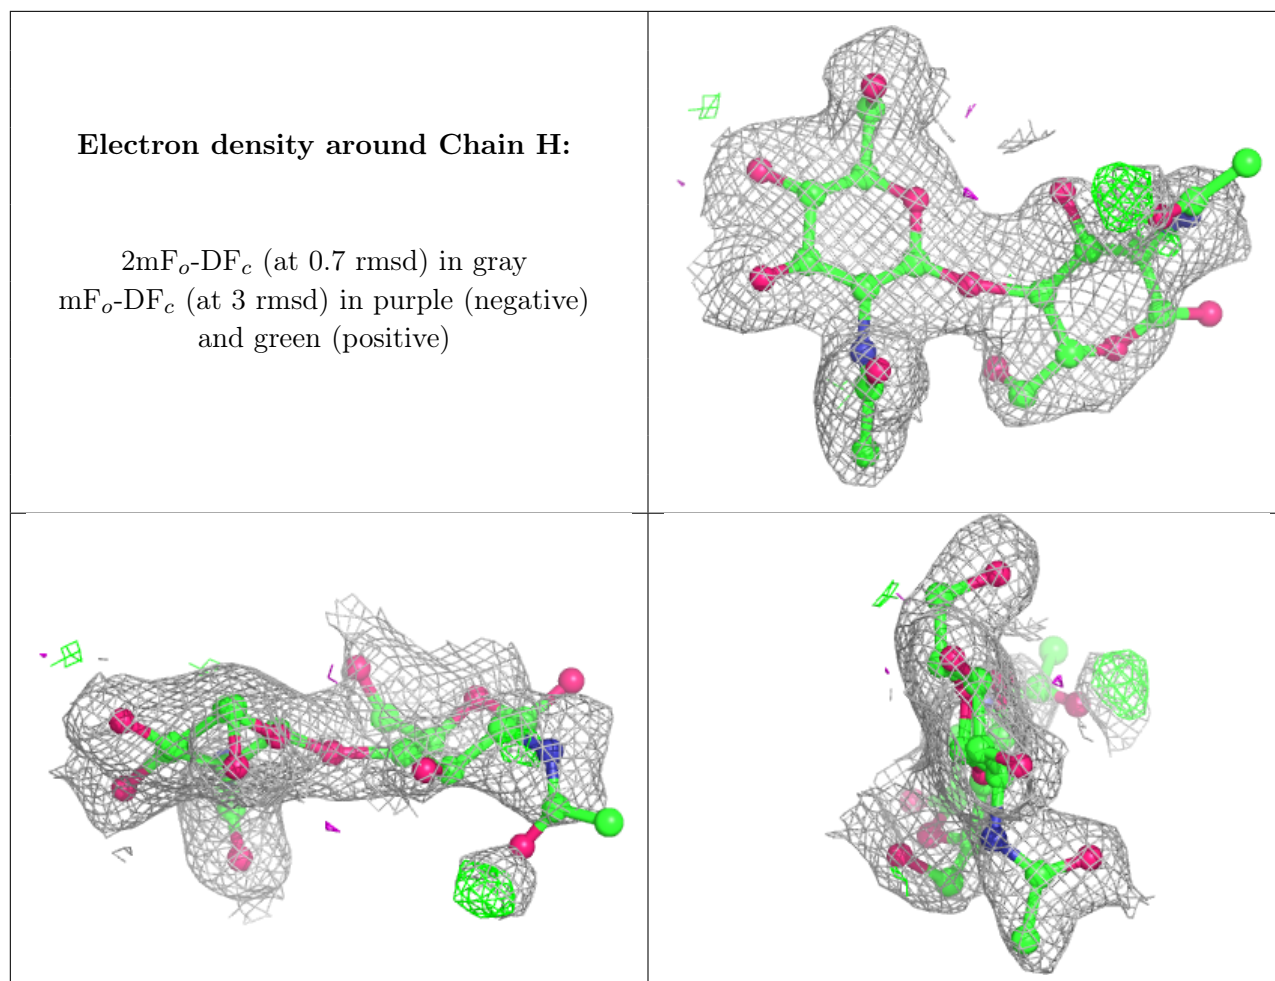 Electron density around Chain H:
2mFₒ-DF𝒸 (at 0.7 rmsd) in gray
mFₒ-DF𝒸 (at 3 rmsd) in purple (negative)
and green (positive)